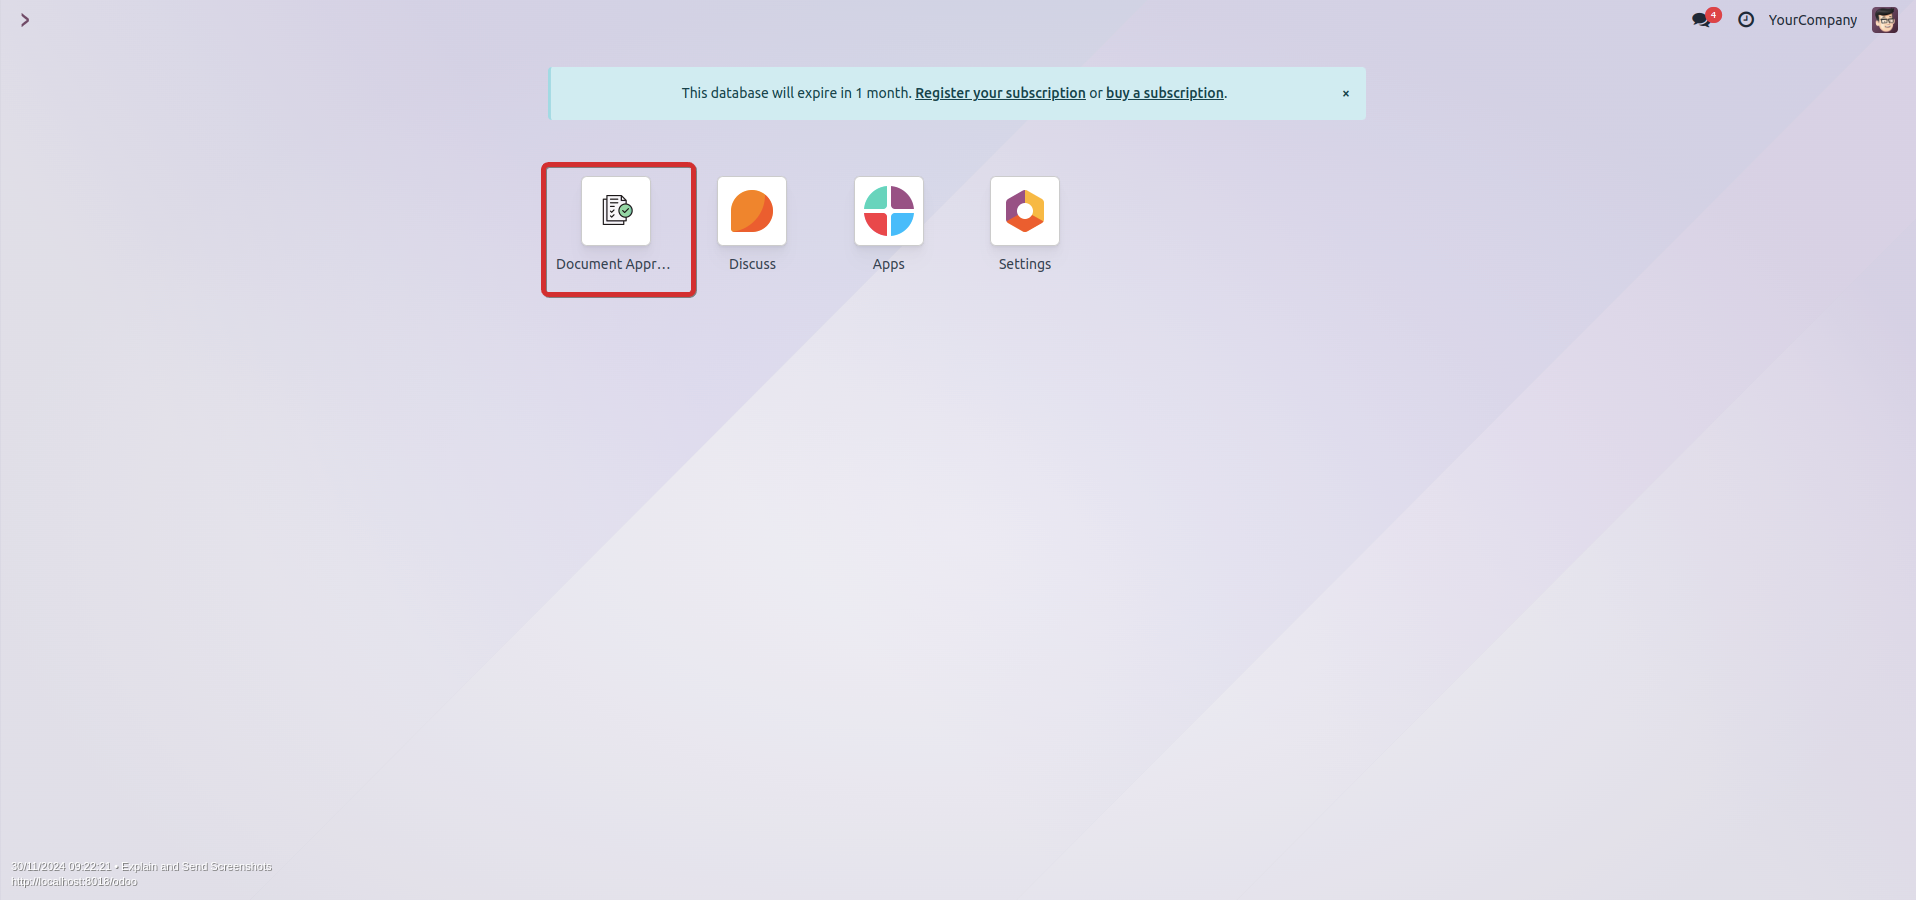 4
YourCompany
This database will expire in 1 month. Register your subscription or buy a subscription.
×
Document Appr...
Discuss
Apps
Settings
30/11/2024 09:22:21 • Explain and Send Screenshots
http://localhost:8018/odoo